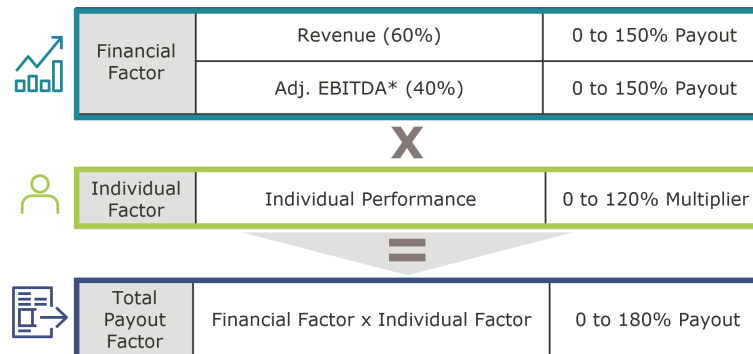 Financial
Factor
Revenue (60%)
0 to 150% Payout
Adj. EBITDA* (40%)
0 to 150% Payout
X
Individual
Factor
Individual Performance
0 to 120% Multiplier
=
Total
Payout
Factor
Financial Factor x Individual Factor
0 to 180% Payout